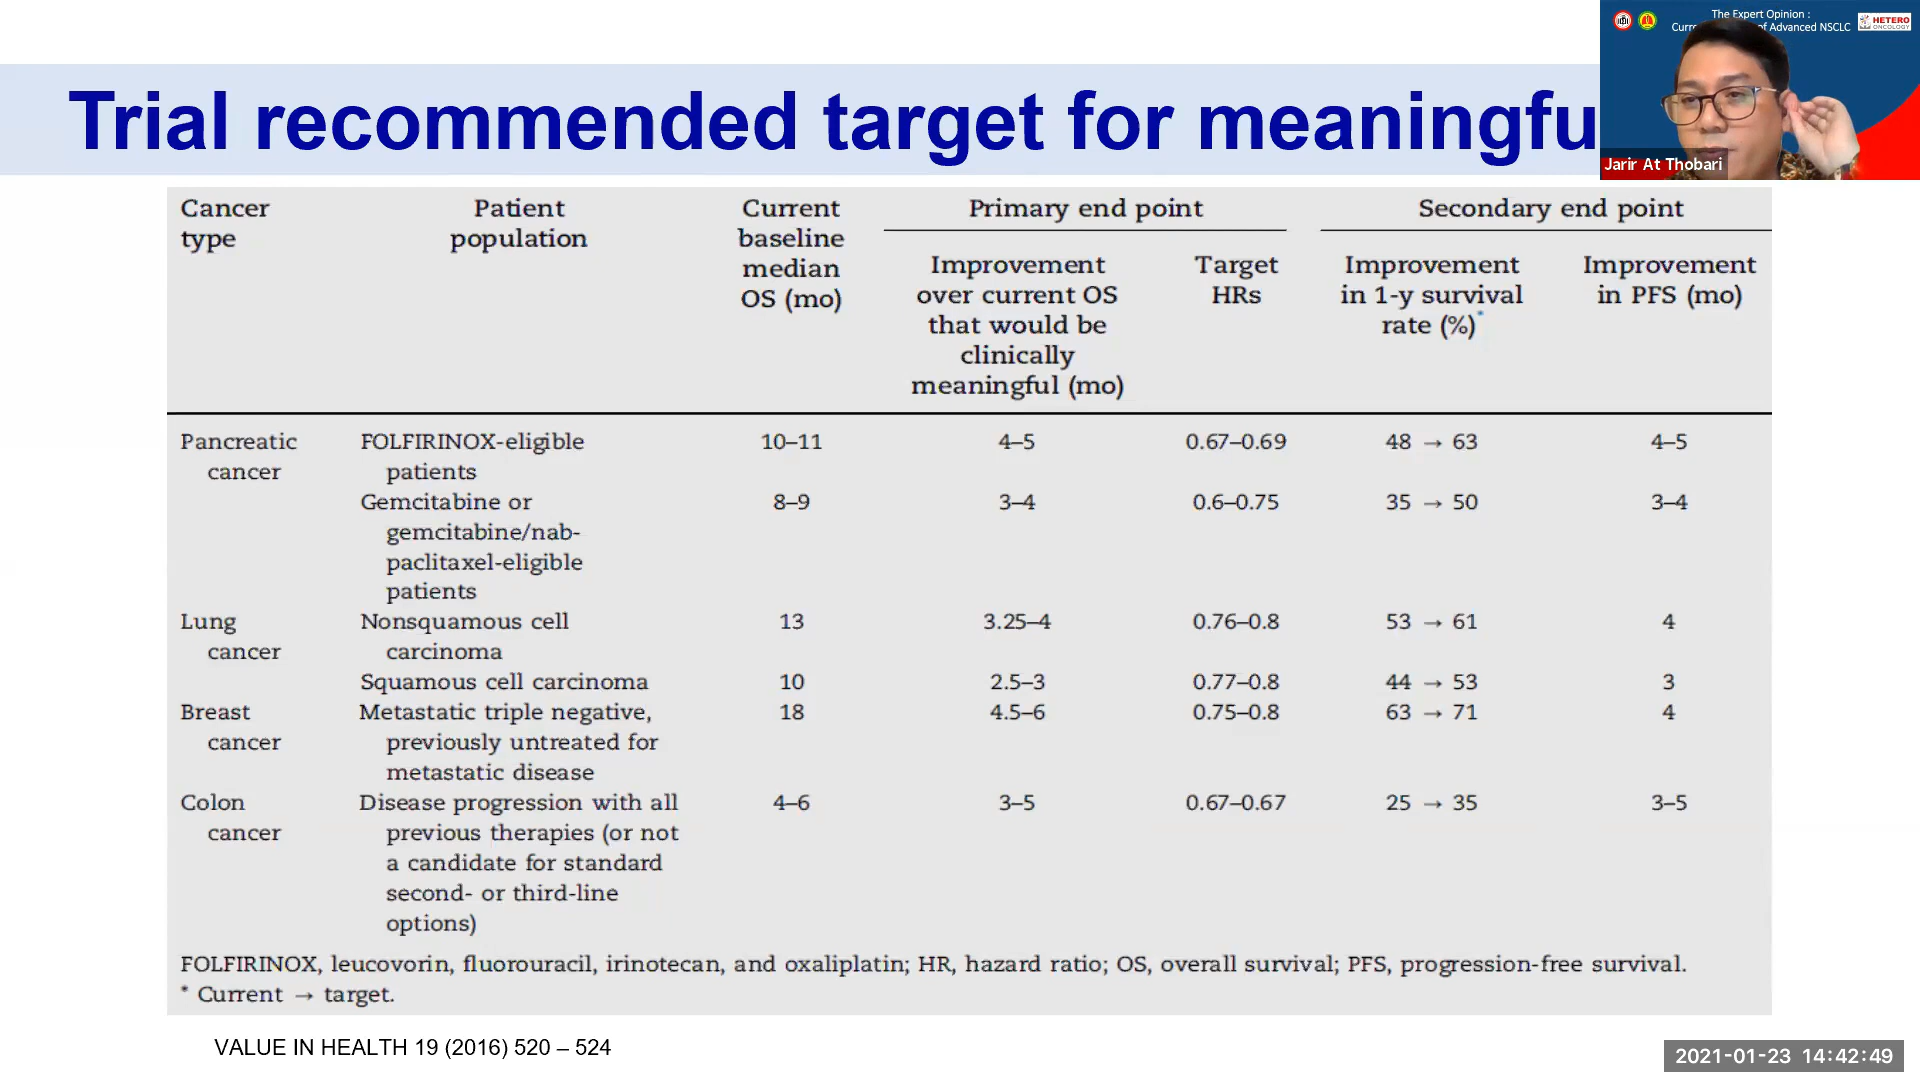 The Expert Opinion :
of Advanced NSCLC
HETERO
ONCOLOGY
Jarir At Thobari
Trial recommended target for meaningfu
Cancer type
Patient population
Current baseline median OS (mo)
Primary end point
Secondary end point
Improvement over current OS that would be clinically meaningful (mo)
Target HRs
Improvement in 1-y survival rate (%)*
Improvement in PFS (mo)
Pancreatic cancer
FOLFIRINOX-eligible patients
10–11
4–5
0.67–0.69
48 → 63
4–5
Gemcitabine or gemcitabine/nab-paclitaxel-eligible patients
8–9
3–4
0.6–0.75
35 → 50
3–4
Lung cancer
Nonsquamous cell carcinoma
13
3.25–4
0.76–0.8
53 → 61
4
Squamous cell carcinoma
10
2.5–3
0.77–0.8
44 → 53
3
Breast cancer
Metastatic triple negative, previously untreated for metastatic disease
18
4.5–6
0.75–0.8
63 → 71
4
Colon cancer
Disease progression with all previous therapies (or not a candidate for standard second- or third-line options)
4–6
3–5
0.67–0.67
25 → 35
3–5
FOLFIRINOX, leucovorin, fluorouracil, irinotecan, and oxaliplatin; HR, hazard ratio; OS, overall survival; PFS, progression-free survival.
* Current → target.
VALUE IN HEALTH 19 (2016) 520 – 524
2021-01-23 14:42:49